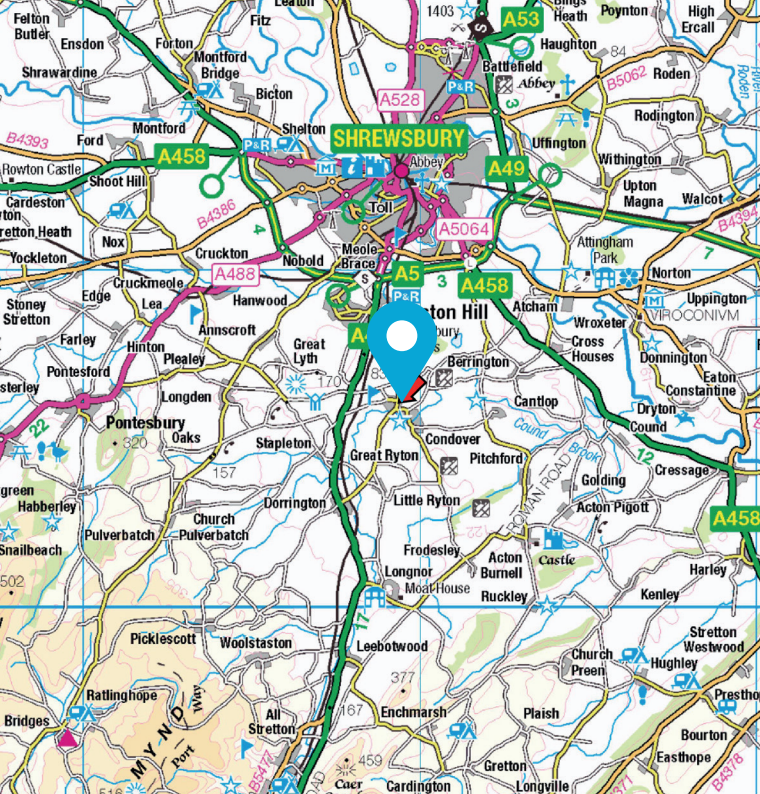 Leaton
1403
A53
Bings
Heath
Poynton
High
Ercall
Felton
Butler
Fitz
Ensdon
Forton
Haughton
84
Montford
Bridge
Battlefield
Shrawardine
B5062
Roden
River
Roden
Bicton
P&R
Abbey
A528
3
Rodington
Montford
Shelton
SHREWSBURY
B4393
Ford
P&R
Uffington
A458
Abbey
A49
Withington
Rowton Castle
Shoot Hill
Upton
Magna
Walcot
Cardeston
Toll
B4394
B4386
4
Nox
A5064
Attingham
Park
7
Yockleton
Cruckton
Nobold
Meole
Brace
A488
S
A5
3
L
A458
Norton
Cruckmeole
Stoney
Stretton
Edge
Lea
Hanwood
P&R
Atcham
Uppington
VIROCONIVM
Wroxeter
Annscroft
Farley
Hinton
Great
Lyth
Cross
Houses
Donnington
Plealey
Berrington
Pontesford
170
Eaton
Constantine
Longden
Cantlop
Dryton
22
Pontesbury
Cound
Cound
Brook
320
Oaks
Stapleton
Condover
12
157
Great Ryton
Pitchford
Cressage
ROMAN ROAD
Golding
Habberley
Dorrington
Little Ryton
Acton Pigott
Church
Pulverbatch
A458
Pulverbatch
Snailbeach
Frodesley
Acton
Burnell
Castle
Longnor
Harley
502
Moat House
Ruckley
Kenley
17
Picklescott
Woolstaston
Leebotwood
Stretton
Westwood
Church
Preen
Hughley
377
Ratlinghope
Way
Bridges
MYND
All
Stretton
167
Enchmarsh
Plaish
Bourton
Port
459
Gretton
Easthope
B4378
516
Caer
Cardington
Longville